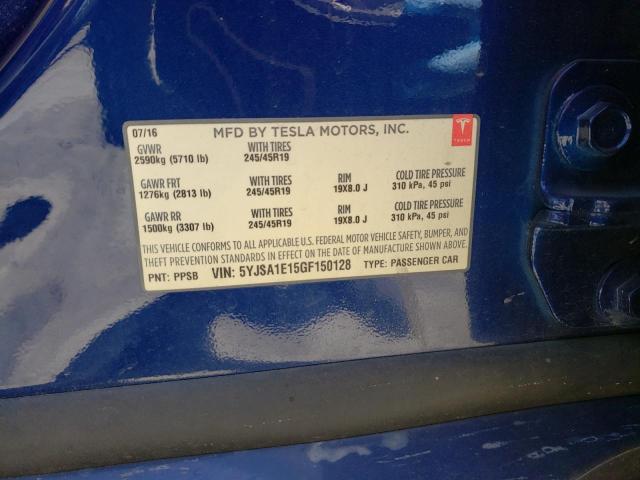 07/16 MFD BY TESLA MOTORS, INC.
GVWR WITH TIRES
2590kg (5710 lb) 245/45R19
GAWR FRT WITH TIRES RIM COLD TIRE PRESSURE
1276kg (2813 lb) 245/45R19 19X8.0 J 310 kPa, 45 psi
GAWR RR WITH TIRES RIM COLD TIRE PRESSURE
1500kg (3307 lb) 245/45R19 19X8.0 J 310 kPa, 45 psi
THIS VEHICLE CONFORMS TO ALL APPLICABLE U.S. FEDERAL MOTOR VEHICLE SAFETY, BUMPER, AND
THEFT PREVENTION STANDARDS IN EFFECT ON THE DATE OF MANUFACTURE SHOWN ABOVE.
PNT: PPSB VIN: 5YJSA1E15GF150128 TYPE: PASSENGER CAR
TESLA